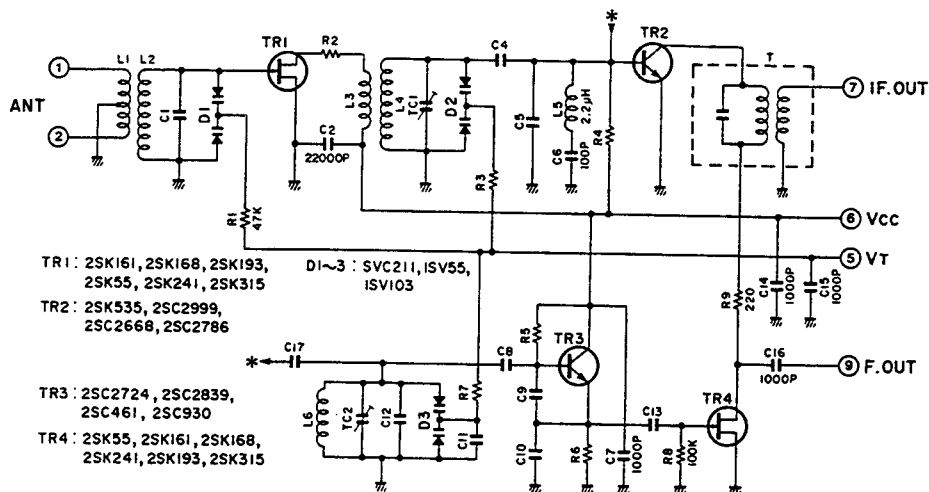 TR1
R2
L3
L4
TC1
D2
C4
*
TR2
T
1
L1 L2
ANT
2
C1
D1
C2
22000P
R3
C5
L5
2.2μH
C6
100P
R4
7 IF.OUT
R1
47K
6 VCC
5 VT
TR1 : 2SK161, 2SK168, 2SK193,
2SK55, 2SK241, 2SK315
D1~3 : SVC211, 1SV55,
1SV103
TR2 : 2SK535, 2SC2999,
2SC2668, 2SC2786
R9
220
C14
1000P
C15
1000P
* C17
C8
R5
TR3
C16
1000P
9 F.OUT
TR3 : 2SC2724, 2SC2839,
2SC461, 2SC930
TR4 : 2SK55, 2SK161, 2SK168,
2SK241, 2SK193, 2SK315
L6
TC2
C12
D3
R7
C11
C9
C10
R6
C7
1000P
C13
R8
100K
TR4